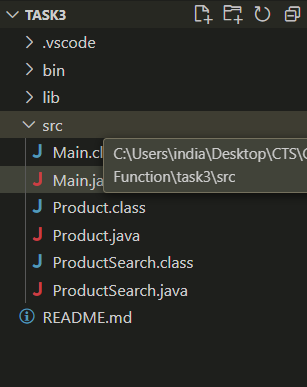 TASK3
.vscode
bin
lib
src
Main.cl
C:\Users\india\Desktop\CTS\
Main.ja
Function\task3\src
Product.class
Product.java
ProductSearch.class
ProductSearch.java
README.md